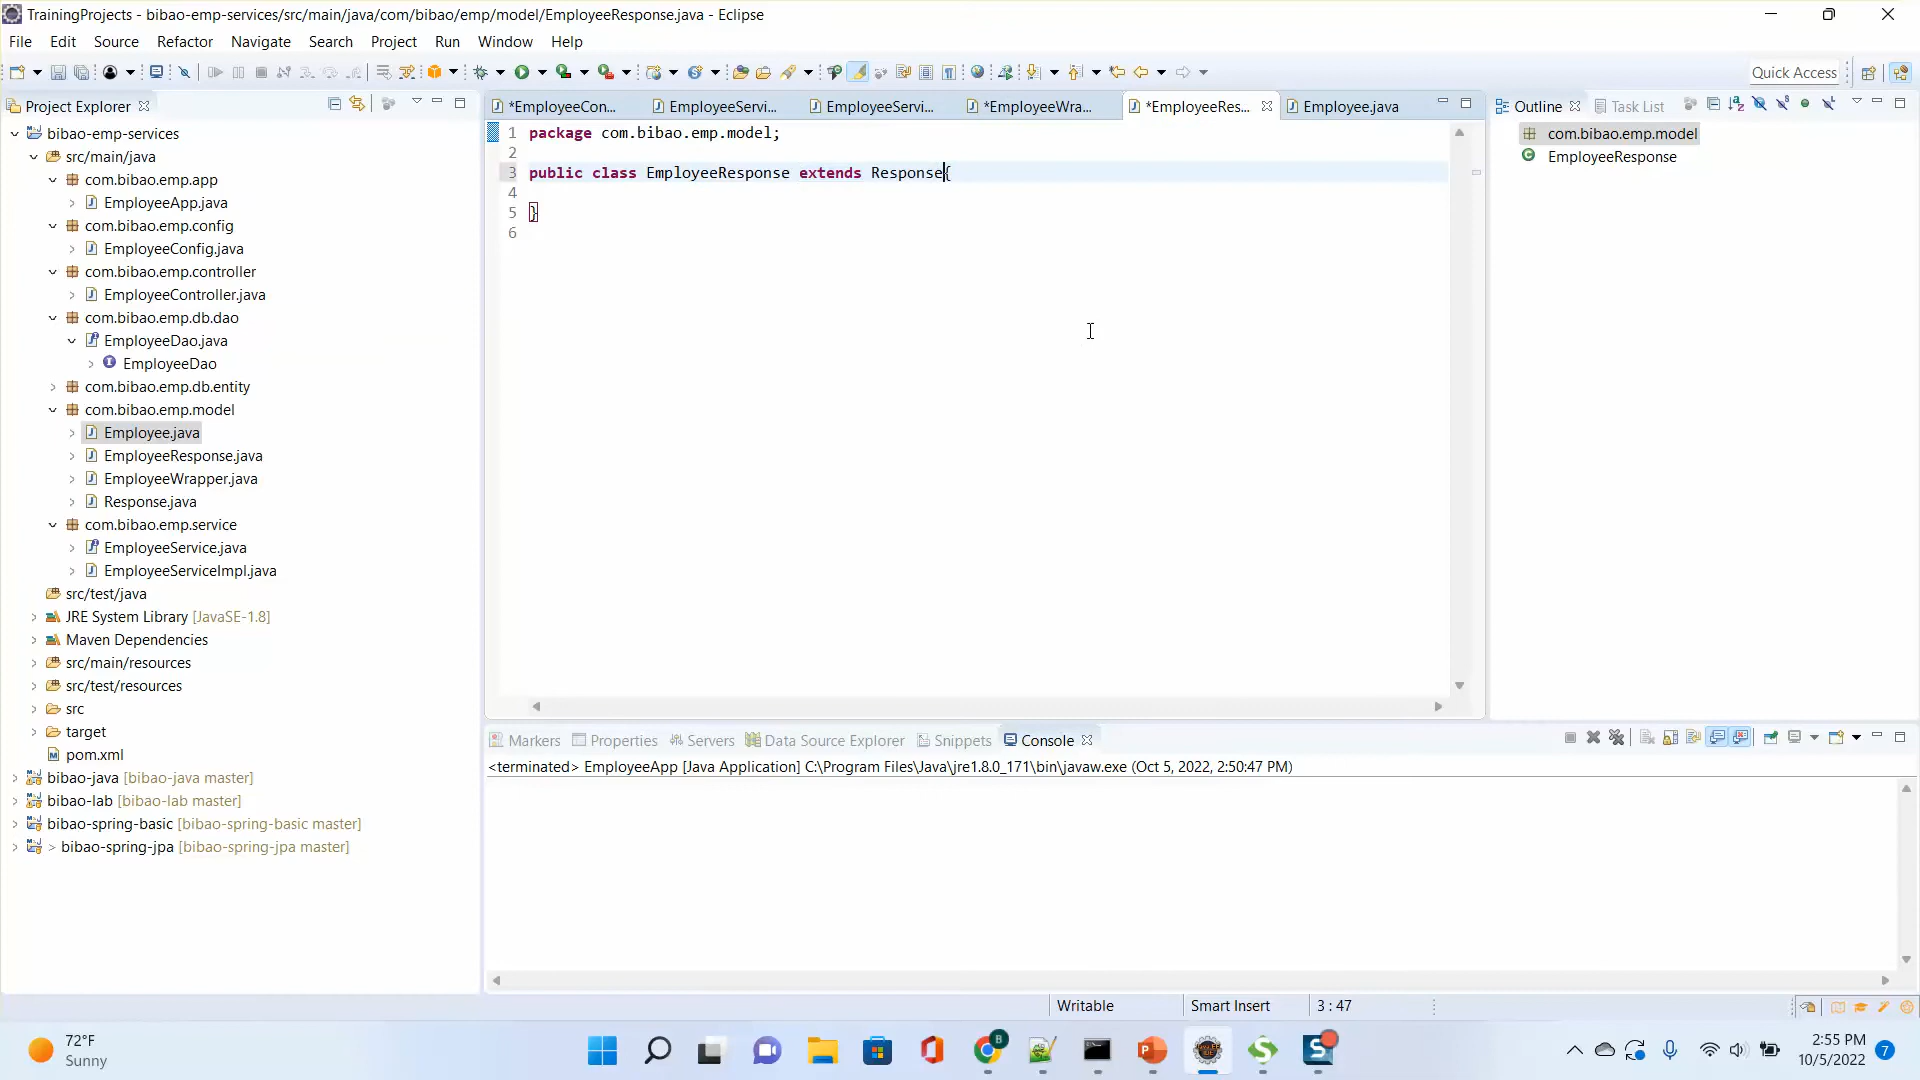 TrainingProjects - bibao-emp-services/src/main/java/com/bibao/emp/model/EmployeeResponse.java - Eclipse
File Edit Source Refactor Navigate Search Project Run Window Help
Quick Access
Project Explorer
bibao-emp-services
src/main/java
com.bibao.emp.app
EmployeeApp.java
com.bibao.emp.config
EmployeeConfig.java
com.bibao.emp.controller
EmployeeController.java
com.bibao.emp.db.dao
EmployeeDao.java
EmployeeDao
com.bibao.emp.db.entity
com.bibao.emp.model
Employee.java
EmployeeResponse.java
EmployeeWrapper.java
Response.java
com.bibao.emp.service
EmployeeService.java
EmployeeServiceImpl.java
src/test/java
JRE System Library [JavaSE-1.8]
Maven Dependencies
src/main/resources
src/test/resources
src
target
pom.xml
bibao-java [bibao-java master]
bibao-lab [bibao-lab master]
bibao-spring-basic [bibao-spring-basic master]
> bibao-spring-jpa [bibao-spring-jpa master]
*EmployeeCon... EmployeeServi... EmployeeServi... *EmployeeWra... *EmployeeRes... Employee.java
1 package com.bibao.emp.model;
2
3 public class EmployeeResponse extends Response{
4
5 }
6
Outline Task List
com.bibao.emp.model
EmployeeResponse
Markers Properties Servers Data Source Explorer Snippets Console
<terminated> EmployeeApp [Java Application] C:\Program Files\Java\jre1.8.0_171\bin\javaw.exe (Oct 5, 2022, 2:50:47 PM)
Writable Smart Insert 3 : 47
72°F
Sunny
2:55 PM
10/5/2022
7